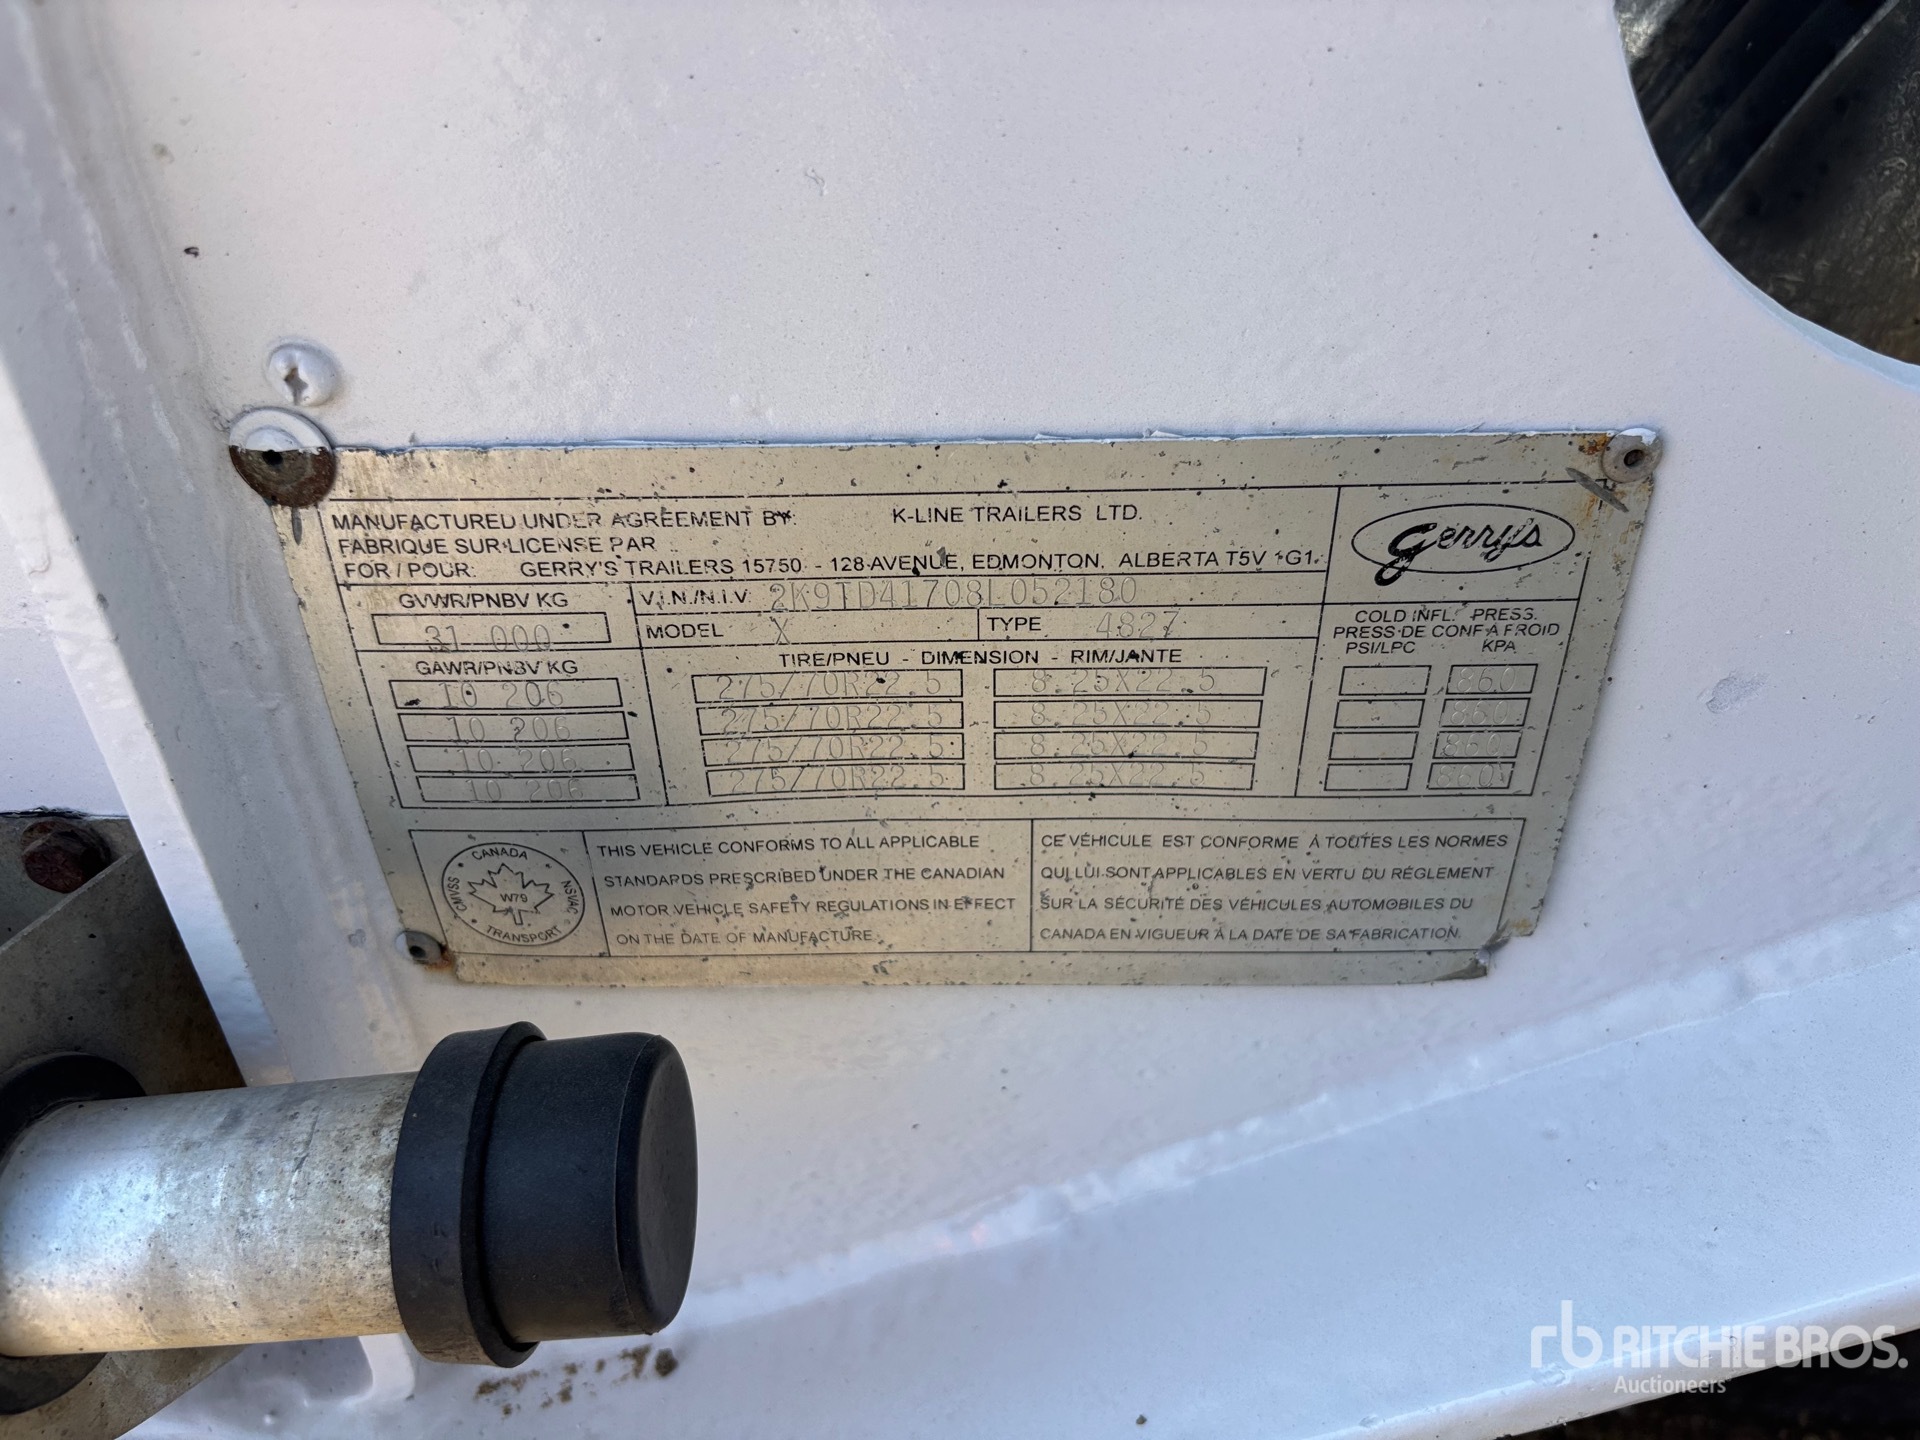 MANUFACTURED UNDER AGREEMENT BY: K-LINE TRAILERS LTD.
FABRIQUE SUR LICENSE PAR
FOR / POUR: GERRY'S TRAILERS 15750 - 128 AVENUE, EDMONTON, ALBERTA T5V 1G1.
Gerry's
GVWR/PNBV KG
31 000
V.I.N./N.I.V. 2K9TD41708L052180
MODEL X TYPE 4827
COLD INFL. PRESS.
PRESS DE CONF A FROID
PSI/LPC KPA
GAWR/PNBV KG TIRE/PNEU - DIMENSION - RIM/JANTE
10 206 275/70R22.5 8.25X22.5 860
10 206 275/70R22.5 8.25X22.5 860
10 206 275/70R22.5 8.25X22.5 860
10 206 275/70R22.5 8.25X22.5 860
CANADA
CMVSS W79 NSVAC
TRANSPORT
THIS VEHICLE CONFORMS TO ALL APPLICABLE
STANDARDS PRESCRIBED UNDER THE CANADIAN
MOTOR VEHICLE SAFETY REGULATIONS IN EFFECT
ON THE DATE OF MANUFACTURE.
CE VÉHICULE EST CONFORME À TOUTES LES NORMES
QUI LUI SONT APPLICABLES EN VERTU DU RÉGLEMENT
SUR LA SÉCURITÉ DES VÉHICULES AUTOMOBILES DU
CANADA EN VIGUEUR À LA DATE DE SA FABRICATION.
rb RITCHIE BROS.
Auctioneers